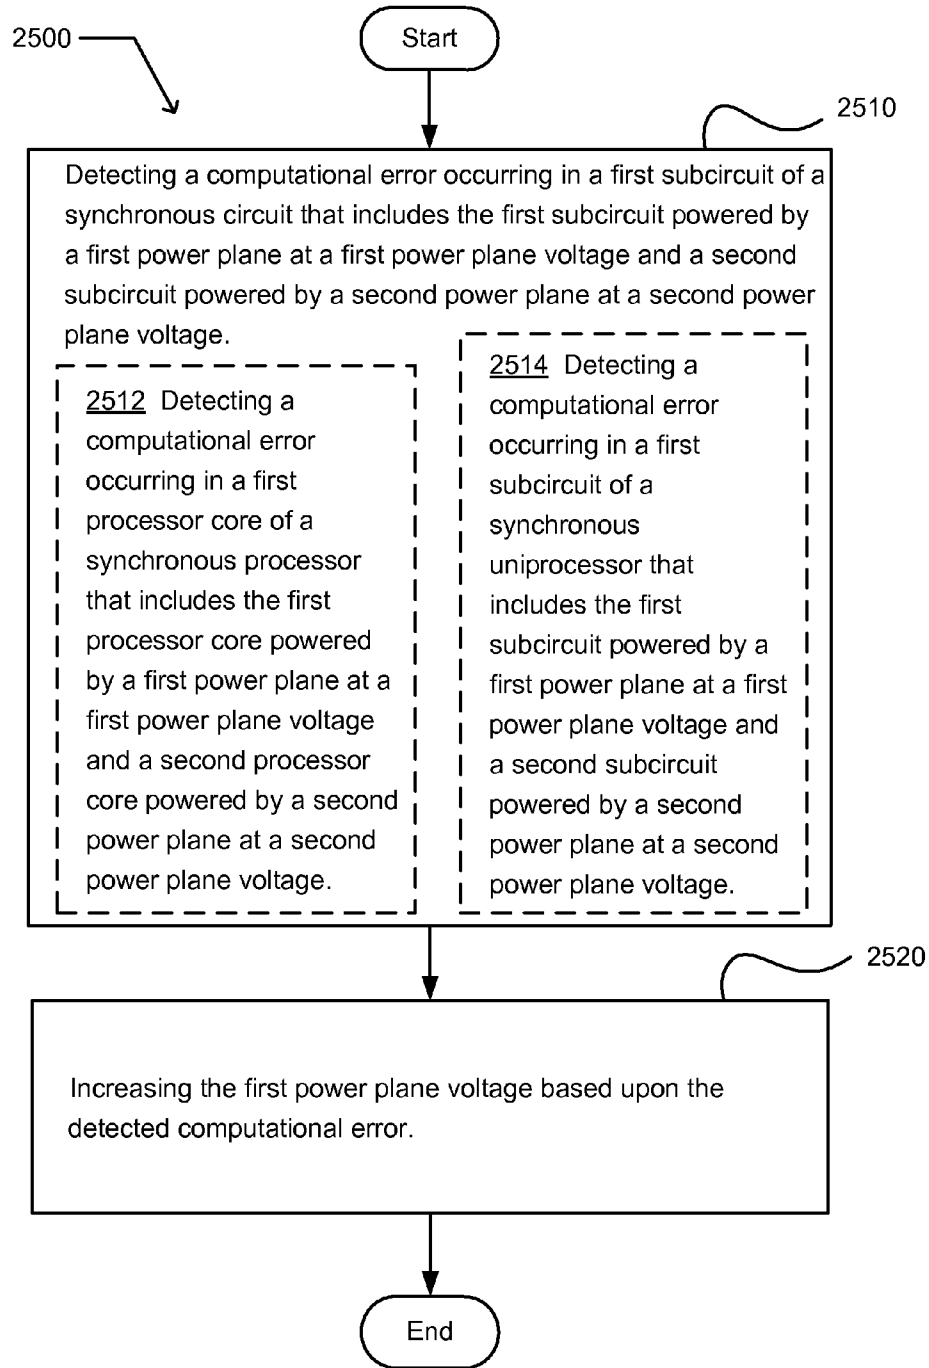 2500
Start
2510
Detecting a computational error occurring in a first subcircuit of a
synchronous circuit that includes the first subcircuit powered by
a first power plane at a first power plane voltage and a second
subcircuit powered by a second power plane at a second power
plane voltage.
2512 Detecting a
computational error
occurring in a first
processor core of a
synchronous processor
that includes the first
processor core powered
by a first power plane at a
first power plane voltage
and a second processor
core powered by a second
power plane at a second
power plane voltage.
2514 Detecting a
computational error
occurring in a first
subcircuit of a
synchronous
uniprocessor that
includes the first
subcircuit powered by a
first power plane at a first
power plane voltage and
a second subcircuit
powered by a second
power plane at a second
power plane voltage.
2520
Increasing the first power plane voltage based upon the
detected computational error.
End